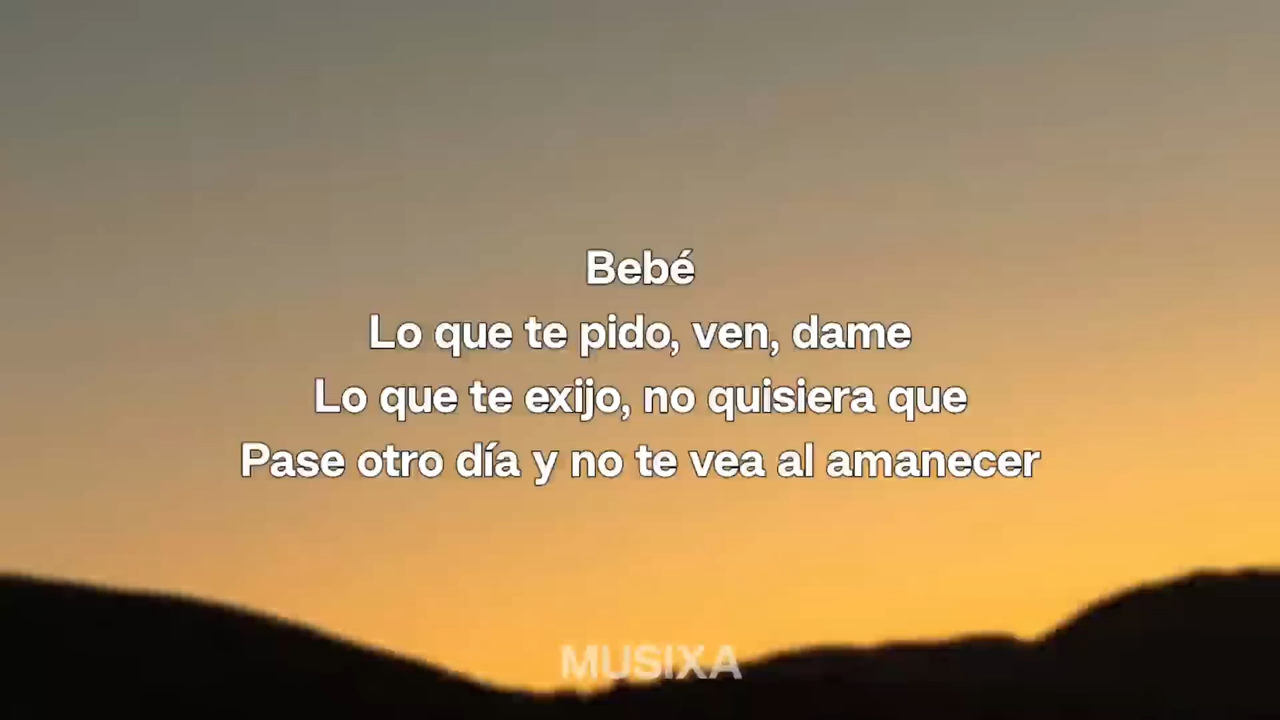 Bebé
Lo que te pido, ven, dame
Lo que te exijo, no quisiera que
Pase otro día y no te vea al amanecer
MUSIXA